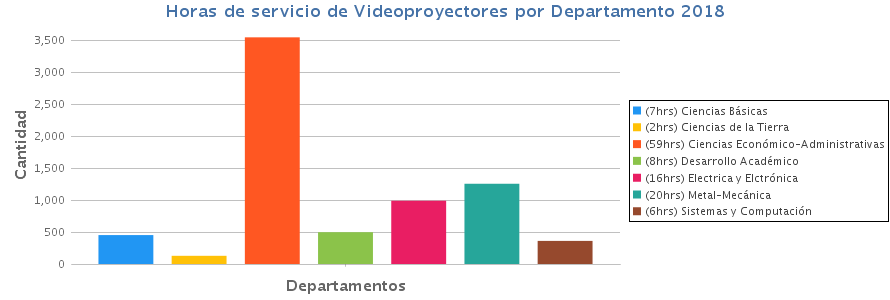 Horas de servicio de Videoproyectores por Departamento 2018
3,500
3,000
2,500
2,000
1,500
1,000
500
0
Cantidad
Departamentos
(7hrs) Ciencias Básicas
(2hrs) Ciencias de la Tierra
(59hrs) Ciencias Económico-Administrativas
(8hrs) Desarrollo Académico
(16hrs) Electrica y Elctrónica
(20hrs) Metal-Mecánica
(6hrs) Sistemas y Computación